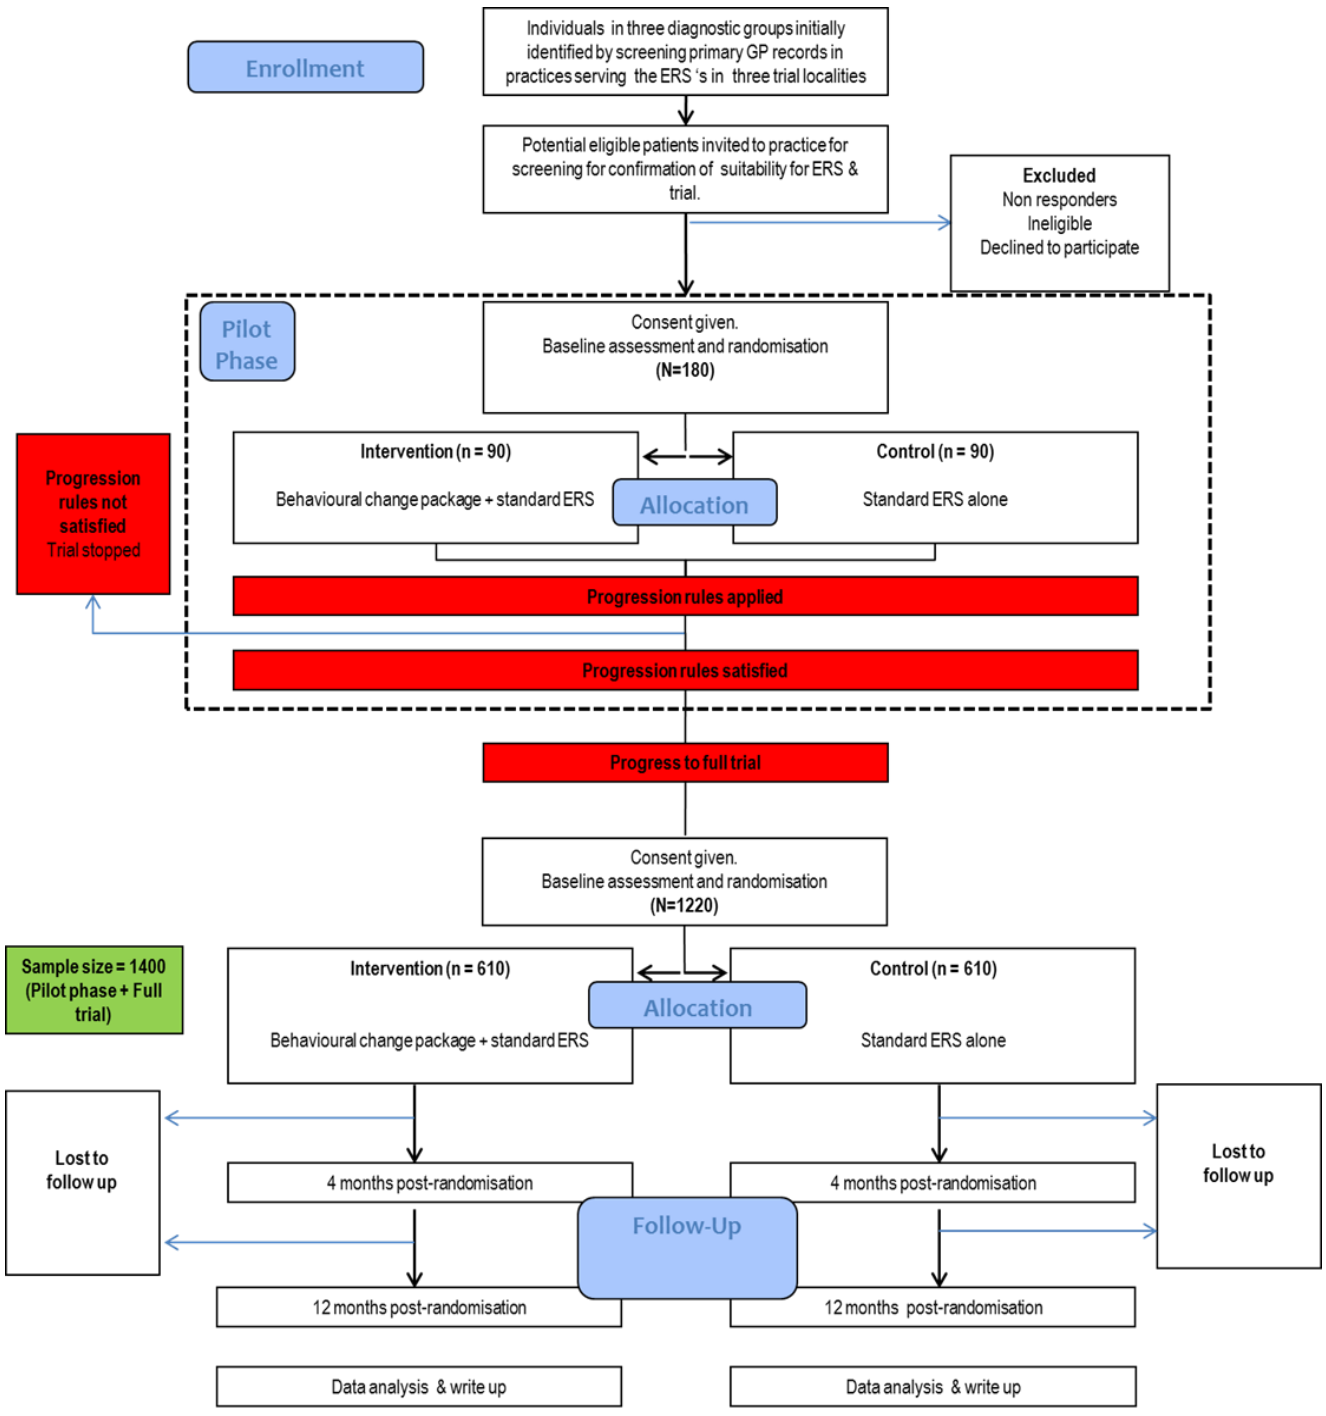 Enrollment
Individuals in three diagnostic groups initially
identified by screening primary GP records in
practices serving the ERS 's in three trial localities
Potential eligible patients invited to practice for
screening for confirmation of suitability for ERS &
trial.
Excluded
Non responders
Ineligible
Declined to participate
Pilot
Phase
Consent given.
Baseline assessment and randomisation
(N=180)
Intervention (n = 90)
Behavioural change package + standard ERS
Allocation
Control (n = 90)
Standard ERS alone
Progression
rules not
satisfied
Trial stopped
Progression rules applied
Progression rules satisfied
Progress to full trial
Consent given.
Baseline assessment and randomisation
(N=1220)
Sample size = 1400
(Pilot phase + Full
trial)
Intervention (n = 610)
Behavioural change package + standard ERS
Allocation
Control (n = 610)
Standard ERS alone
Lost to
follow up
4 months post-randomisation
4 months post-randomisation
Lost to
follow up
Follow-Up
12 months post-randomisation
12 months post-randomisation
Data analysis & write up
Data analysis & write up